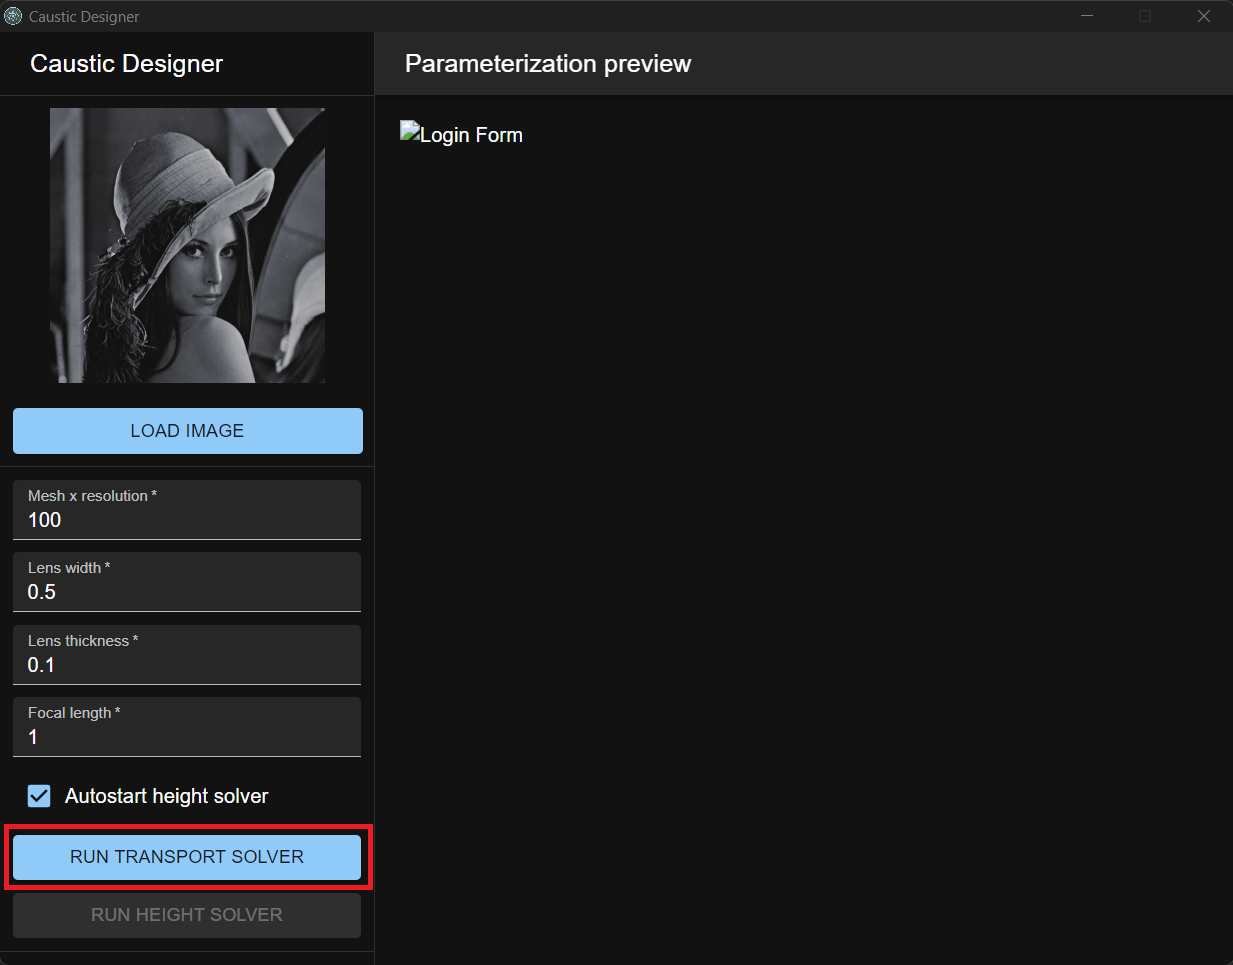 Caustic Designer
Caustic Designer
Parameterization preview
Login Form
LOAD IMAGE
Mesh x resolution *
100
Lens width *
0.5
Lens thickness *
0.1
Focal length *
1
Autostart height solver
RUN TRANSPORT SOLVER
RUN HEIGHT SOLVER